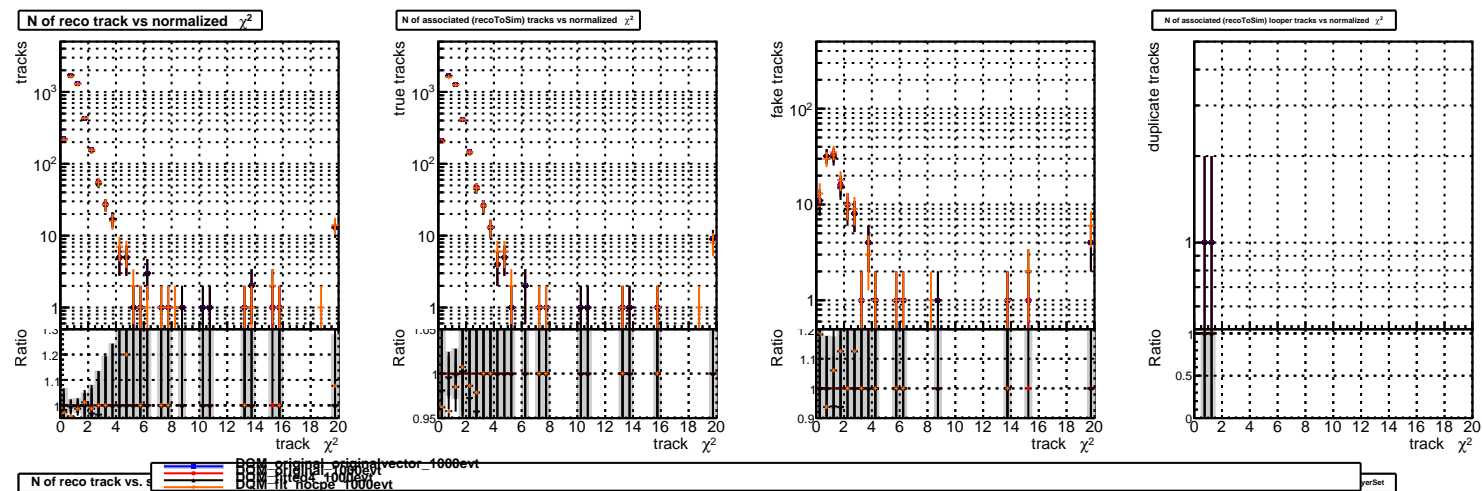 N of reco track vs normalized χ²
tracks
10³
10²
10
1
Ratio
1.3
1.2
1.1
1
0 2 4 6 8 10 12 14 16 18 20
track χ²
N of associated (recoToSim) tracks vs normalized χ²
true tracks
10³
10²
10
1
Ratio
1.05
1
0.95
0 2 4 6 8 10 12 14 16 18 20
track χ²
fake tracks
10²
10
1
Ratio
1.2
1.1
1
0.9
0 2 4 6 8 10 12 14 16 18 20
track χ²
N of associated (recoToSim) looper tracks vs normalized χ²
duplicate tracks
1
Ratio
1
0.5
0
0 2 4 6 8 10 12 14 16 18 20
track χ²
DQM_original_originalvector_1000evt
DQM_original_1000evt
DQM_fitted4_1000evt
DQM_fit_nocpe_1000evt
N of reco track vs. s
yerSet